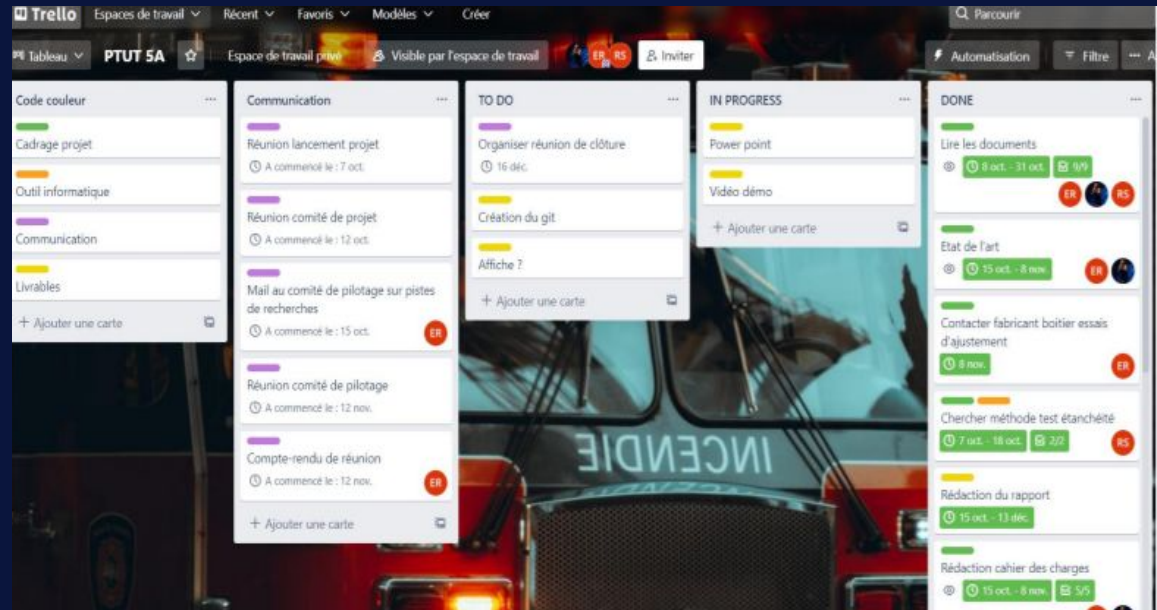 Trello Espaces de travail Récent Favoris Modèles Créer Parcourir
Tableau PTUT 5A Espace de travail privé Visible par l'espace de travail ER RS Inviter Automatisation Filtre
Code couleur
Cadrage projet
Outil informatique
Communication
Livrables
+ Ajouter une carte
Communication
Réunion lancement projet
A commencé le : 7 oct.
Réunion comité de projet
A commencé le : 12 oct.
Mail au comité de pilotage sur pistes
de recherches
A commencé le : 15 oct.
ER
Réunion comité de pilotage
A commencé le : 12 nov.
Compte-rendu de réunion
A commencé le : 12 nov.
ER
+ Ajouter une carte
TO DO
Organiser réunion de clôture
16 déc.
Création du git
Affiche ?
+ Ajouter une carte
IN PROGRESS
Power point
Vidéo démo
+ Ajouter une carte
DONE
Lire les documents
8 oct. - 31 oct. 9/9
ER RS
Etat de l'art
15 oct. - 8 nov. ER
Contacter fabricant boitier essais
d'ajustement
8 nov. ER
Chercher méthode test étanchéité
7 oct. - 18 oct. 2/2 RS
Rédaction du rapport
15 oct. - 13 déc.
Rédaction cahier des charges
15 oct. - 8 nov. 5/5
INCENDIE